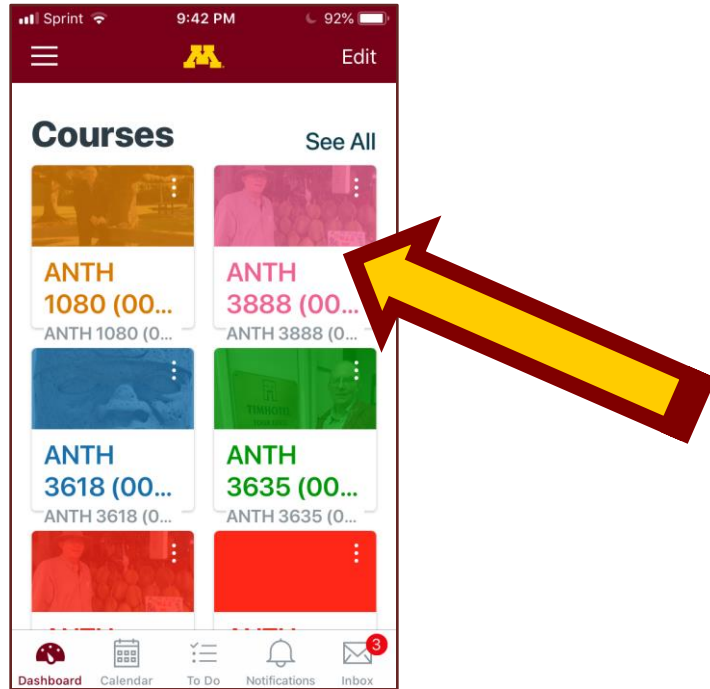 Sprint 9:42 PM 92%
M Edit
Courses See All
ANTH
1080 (00...
ANTH 1080 (0...
ANTH
3888 (00...
ANTH 3888 (0...
ANTH
3618 (00...
ANTH 3618 (0...
TIMHOTEL
ANTH
3635 (00...
ANTH 3635 (0...
3
Dashboard Calendar To Do Notifications Inbox